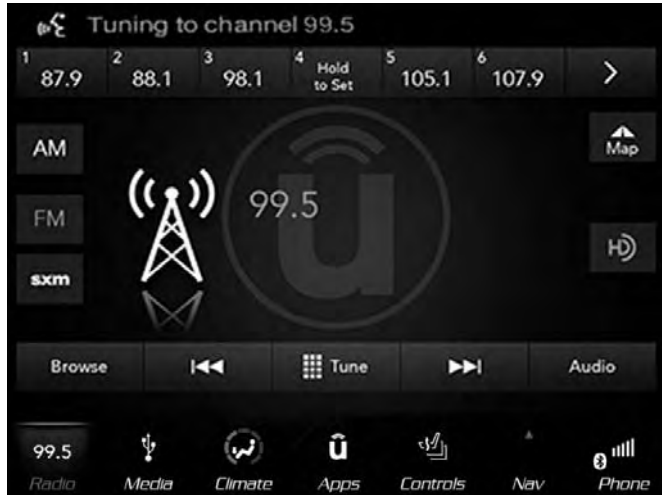 Tuning to channel 99.5
1 87.9 2 88.1 3 98.1 4 Hold to Set 5 105.1 6 107.9
AM
Map
99.5
FM
HD
sxm
Browse Tune Audio
99.5
Radio Media Climate Apps Controls Nav Phone